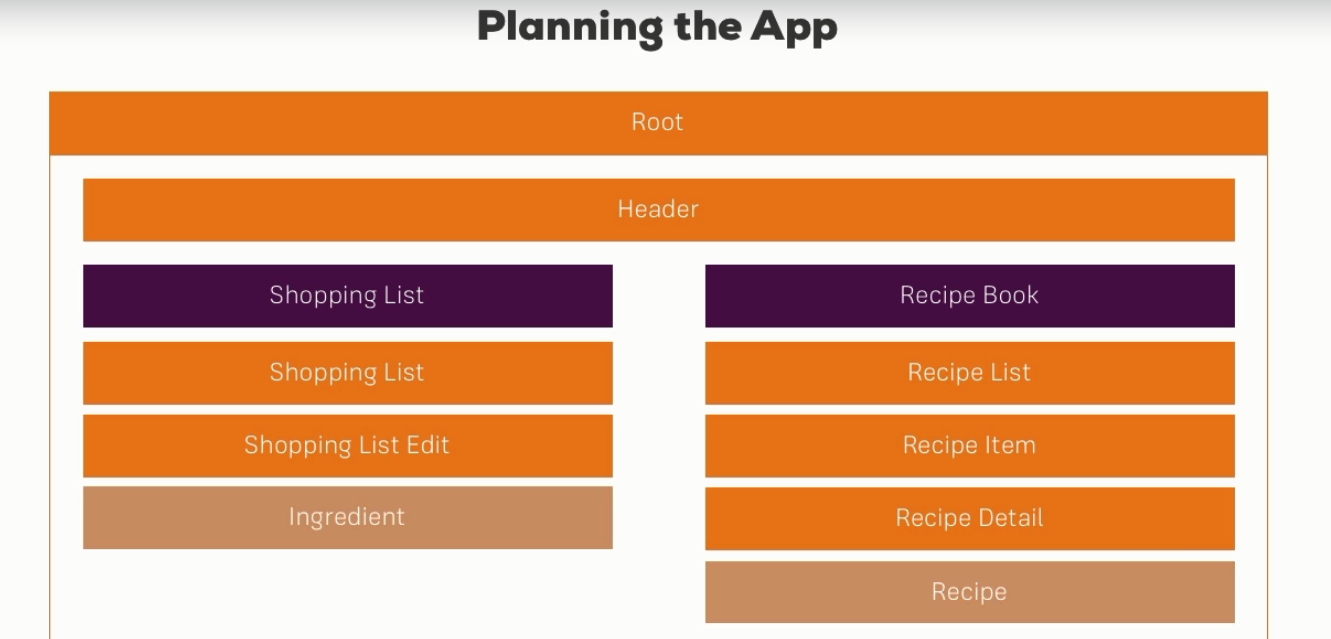 Planning the App
Root
Header
Shopping List
Shopping List
Shopping List Edit
Ingredient
Recipe Book
Recipe List
Recipe Item
Recipe Detail
Recipe